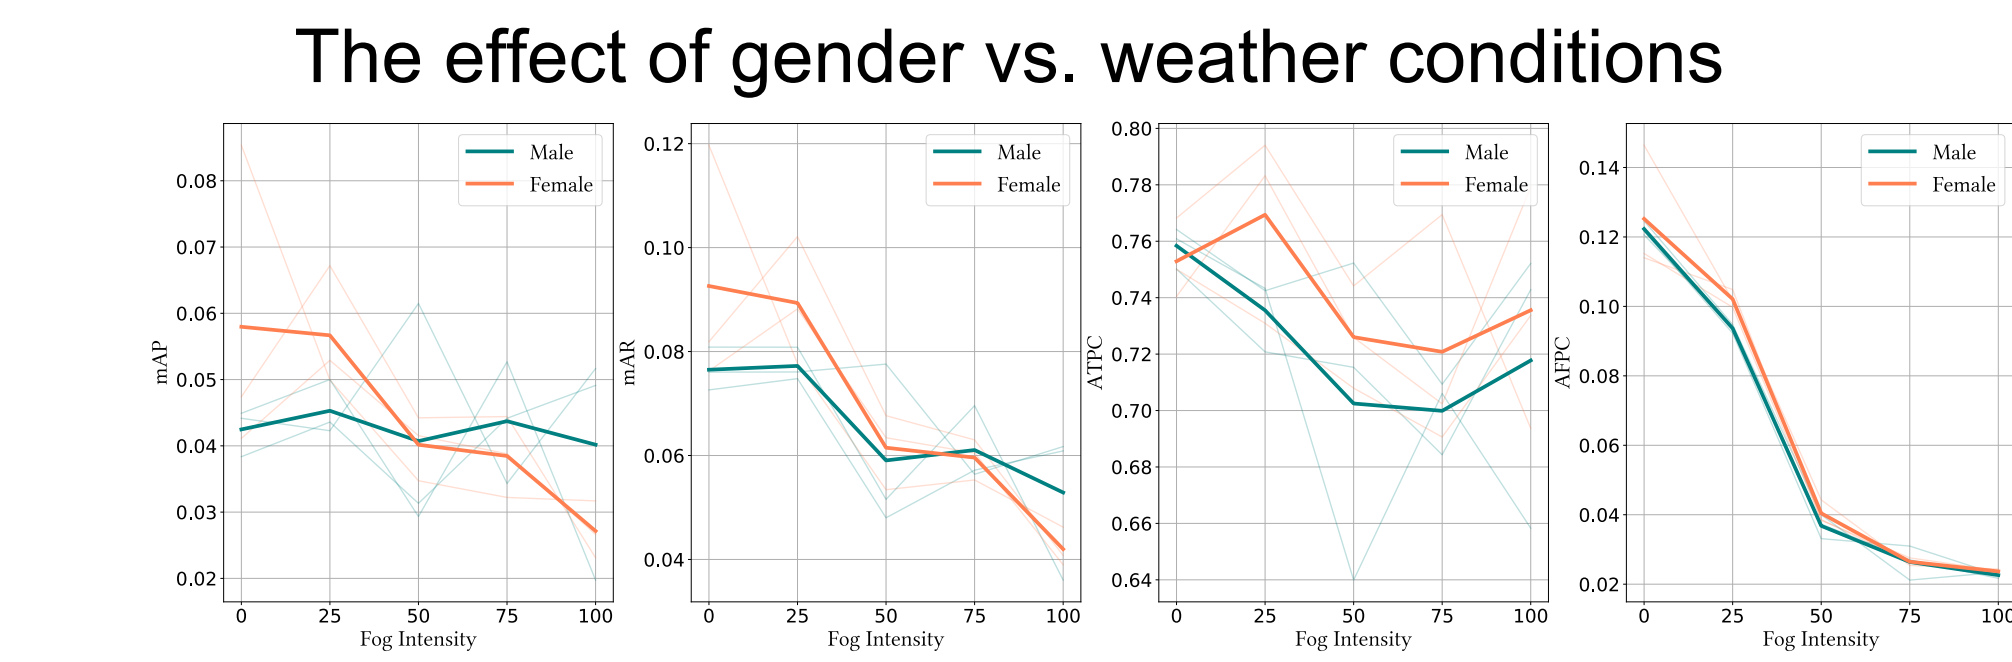 The effect of gender vs. weather conditions
Male
Female
0.08
0.07
0.06
0.05
0.04
0.03
0.02
mAP
0 25 50 75 100
Fog Intensity
Male
Female
0.12
0.10
0.08
0.06
0.04
mAR
0 25 50 75 100
Fog Intensity
Male
Female
0.80
0.78
0.76
0.74
0.72
0.70
0.68
0.66
0.64
ATPC
0 25 50 75 100
Fog Intensity
Male
Female
0.14
0.12
0.10
0.08
0.06
0.04
0.02
AFPC
0 25 50 75 100
Fog Intensity